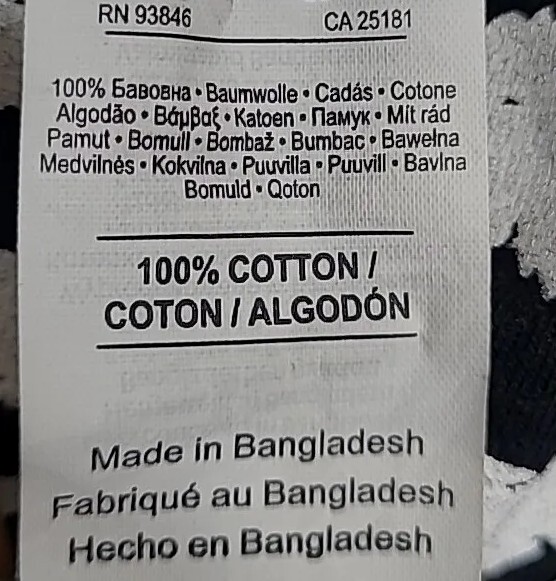 RN 93846 CA 25181
100% Бавовна • Baumwolle • Cadás • Cotone
Algodão • Βάμβαξ • Katoen • Памук • Mit rád
Pamut • Bomull • Bombaž • Bumbac • Bawełna
Medvilnės • Kokvilna • Puuvilla • Puuvill • Bavlna
Bomuld • Qoton
100% COTTON /
COTON / ALGODÓN
Made in Bangladesh
Fabriqué au Bangladesh
Hecho en Bangladesh